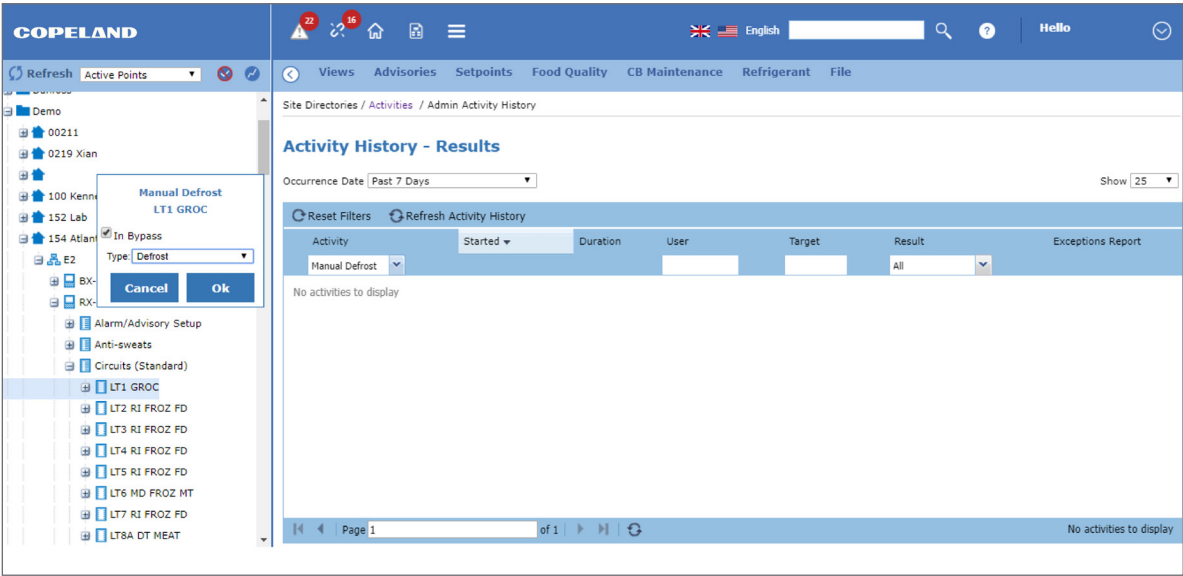 COPELAND
22
16
English
?
Hello
Refresh Active Points
Views Advisories Setpoints Food Quality CB Maintenance Refrigerant File
Demo
00211
0219 Xian
100 Kenn
152 Lab
154 Atlan
E2
BX-
RX-
Alarm/Advisory Setup
Anti-sweats
Circuits (Standard)
LT1 GROC
LT2 RI FROZ FD
LT3 RI FROZ FD
LT4 RI FROZ FD
LT5 RI FROZ FD
LT6 MD FROZ MT
LT7 RI FROZ FD
LT8A DT MEAT
Manual Defrost
LT1 GROC
In Bypass
Type: Defrost
Cancel Ok
Site Directories / Activities / Admin Activity History
Activity History - Results
Occurrence Date Past 7 Days Show 25
Reset Filters Refresh Activity History
Activity Started Duration User Target Result Exceptions Report
Manual Defrost All
No activities to display
Page 1 of 1 No activities to display